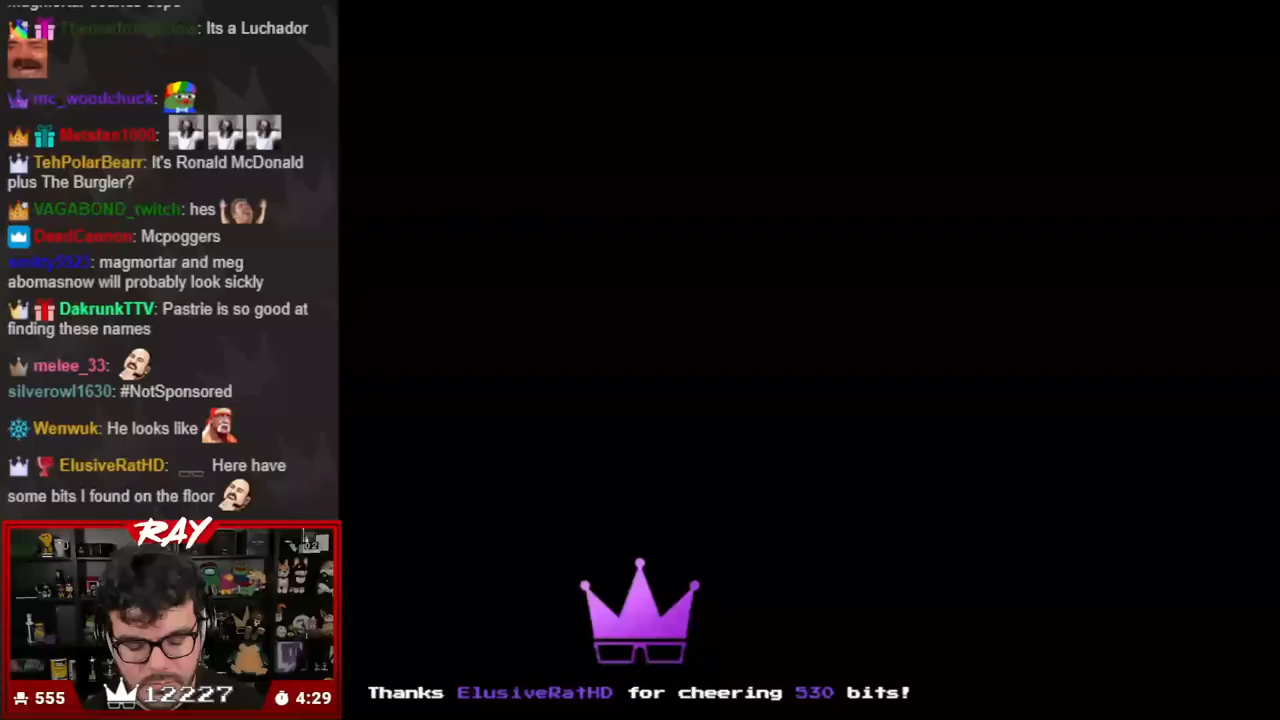 : Its a Luchador
mc_woodchuck:
Metsfan1000:
TehPolarBearr: It's Ronald McDonald
plus The Burgler?
VAGABOND_twitch: hes
DeedCannon: Mcpoggers
smitty5523: magmortar and meg
abomasnow will probably look sickly
DakrunkTTV: Pastrie is so good at
finding these names
melee_33:
silverowl1630: #NotSponsored
Wenwuk: He looks like
ElusiveRatHD: Here have
some bits I found on the floor
RAY
555
12227
4:29
Thanks ElusiveRatHD for cheering 530 bits!